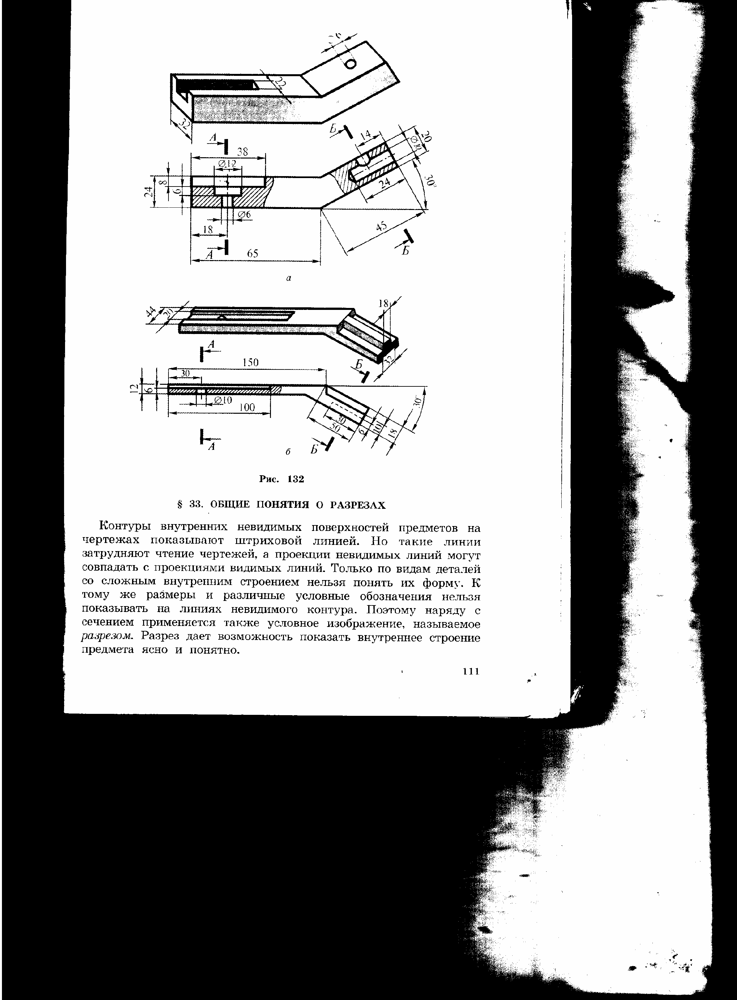 22
32
А
Б
14
20
Ø10
38
Ø12
8
24
6
24
30°
Ø6
18
45
А
65
Б
а
44
20
18
А
32
Б
150
30
12
6
Ø10
100
30°
30
50
6
10
18
А
б
Б
Рис. 132
§ 33. ОБЩИЕ ПОНЯТИЯ О РАЗРЕЗАХ
Контуры внутренних невидимых поверхностей предметов на
чертежах показывают штриховой линией. Но такие линии
затрудняют чтение чертежей, а проекции невидимых линий могут
совпадать с проекциями видимых линий. Только по видам деталей
со сложным внутренним строением нельзя понять их форму. К
тому же размеры и различные условные обозначения нельзя
показывать на линиях невидимого контура. Поэтому наряду с
сечением применяется также условное изображение, называемое
разрезом. Разрез дает возможность показать внутреннее строение
предмета ясно и понятно.
111